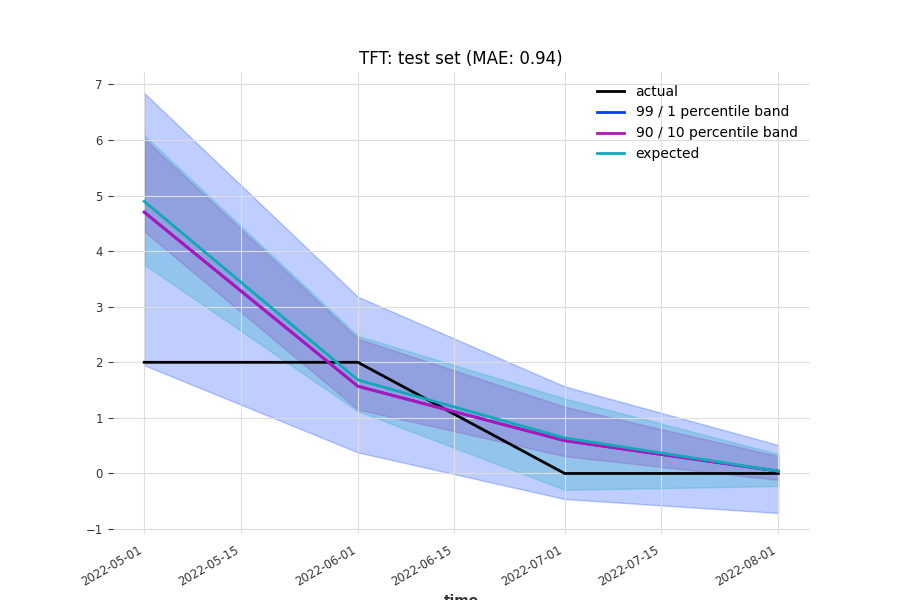 TFT: test set (MAE: 0.94)
actual
99 / 1 percentile band
90 / 10 percentile band
expected
7
6
5
4
3
2
1
0
−1
2022-05-01
2022-05-15
2022-06-01
2022-06-15
2022-07-01
2022-07-15
2022-08-01
time